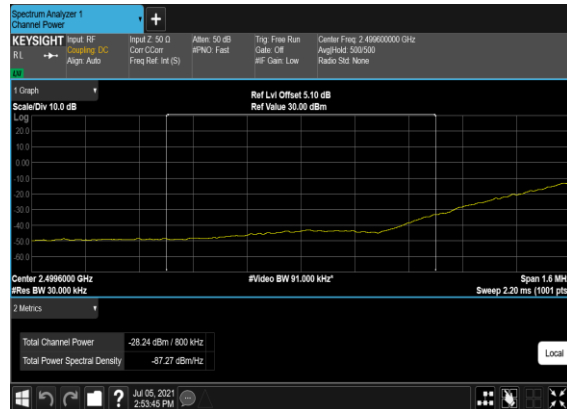 Spectrum Analyzer 1
Channel Power
+
KEYSIGHT Input: RF Input Z: 50 Ω Atten: 50 dB Trig: Free Run Center Freq: 2.499600000 GHz
R L Coupling: DC Corr CCorr #PNO: Fast Gate: Off Avg|Hold: 500/500
Align: Auto Freq Ref: Int (S) #IF Gain: Low Radio Std: None
1 Graph
Ref Lvl Offset 5.10 dB
Scale/Div 10.0 dB Ref Value 30.00 dBm
Log
20.0
10.0
0.00
-10.0
-20.0
-30.0
-40.0
-50.0
-60.0
Center 2.4996000 GHz #Video BW 91.000 kHz* Span 1.6 MH
#Res BW 30.000 kHz Sweep 2.20 ms (1001 pts
2 Metrics
Total Channel Power -28.24 dBm / 800 kHz
Total Power Spectral Density -87.27 dBm/Hz
Local
? Jul 05, 2021
2:53:45 PM